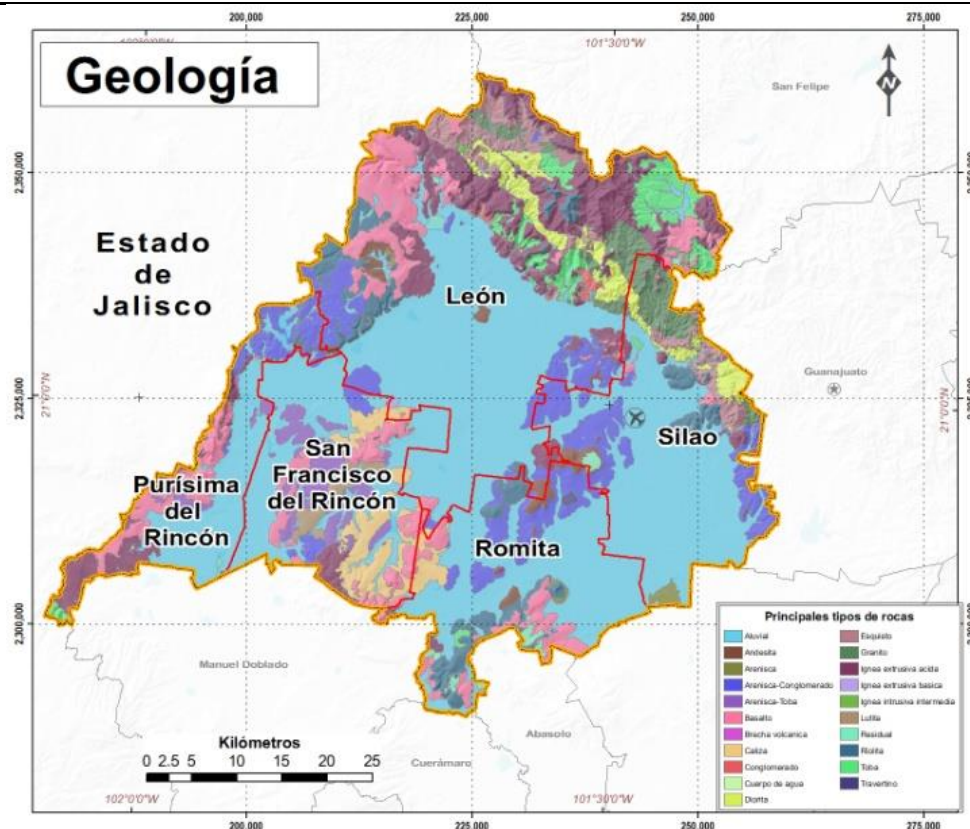 200,000
225,000
250,000
275,000
101°30'0"W
Geología
San Felipe
N
2,350,000
Estado
de
Jalisco
León
Guanajuato
21°0'0"N
2,325,000
21°0'0"N
Silao
San
Francisco
del Rincón
Purísima
del
Rincón
Romita
2,300,000
Manuel Doblado
Abasolo
Cuerámaro
Kilómetros
0 2.5 5 10 15 20 25
Principales tipos de rocas
Aluvial
Andesita
Arenisca
Arenisca-Conglomerado
Arenisca-Toba
Basalto
Brecha volcanica
Caliza
Conglomerado
Cuerpo de agua
Diorita
Esquisto
Granito
Ignea extrusiva acida
Ignea extrusiva basica
Ignea intrusiva intermedia
Lutita
Residual
Riolita
Toba
Travertino
102°0'0"W
101°30'0"W
200,000
225,000
250,000
275,000